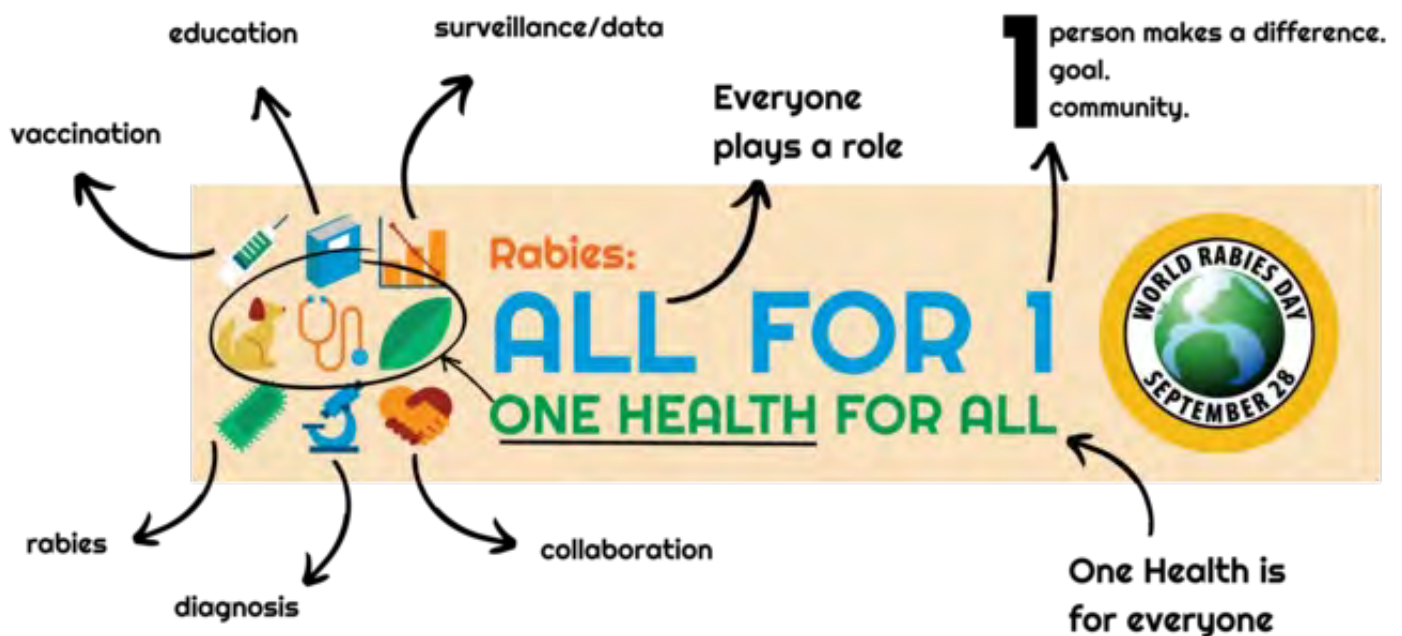 education
surveillance/data
1 person makes a difference.
goal.
community.
Everyone
plays a role
vaccination
Rabies:
ALL FOR 1
ONE HEALTH FOR ALL
WORLD RABIES DAY
SEPTEMBER 28
rabies
collaboration
diagnosis
One Health is
for everyone